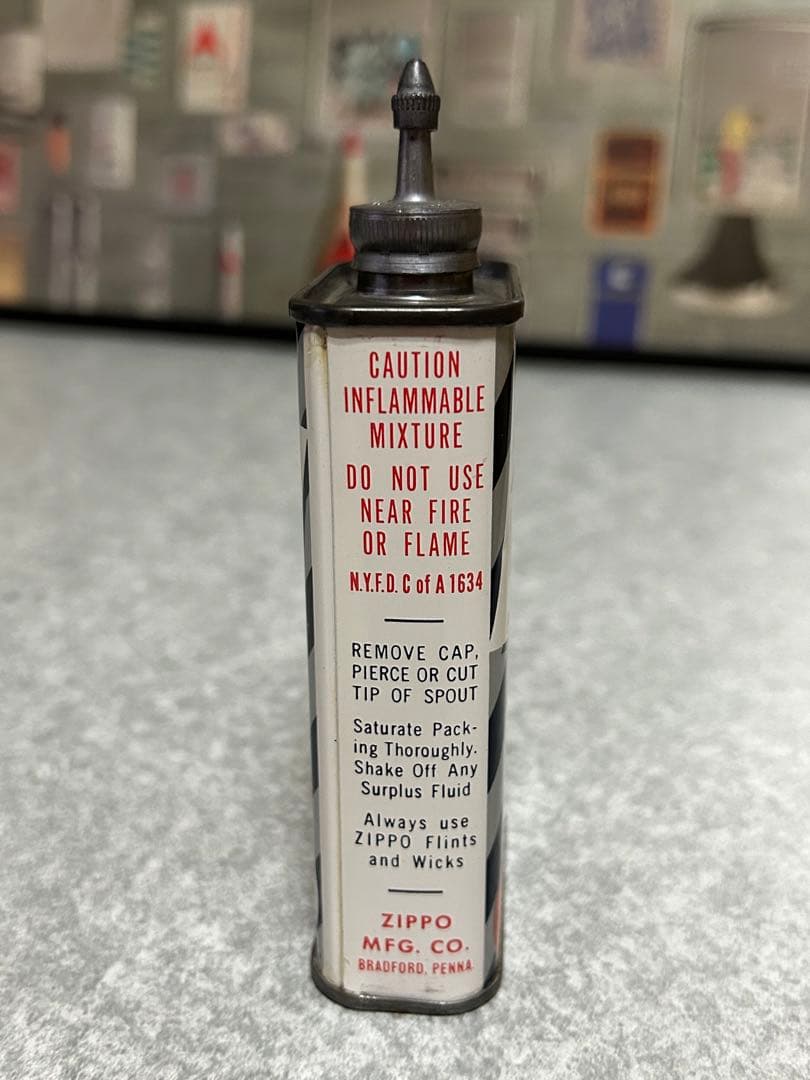 CAUTION
INFLAMMABLE
MIXTURE
DO NOT USE
NEAR FIRE
OR FLAME
N.Y.F.D. C of A 1634
REMOVE CAP,
PIERCE OR CUT
TIP OF SPOUT
Saturate Pack-
ing Thoroughly.
Shake Off Any
Surplus Fluid
Always use
ZIPPO Flints
and Wicks
ZIPPO
MFG. CO.
BRADFORD, PENNA.